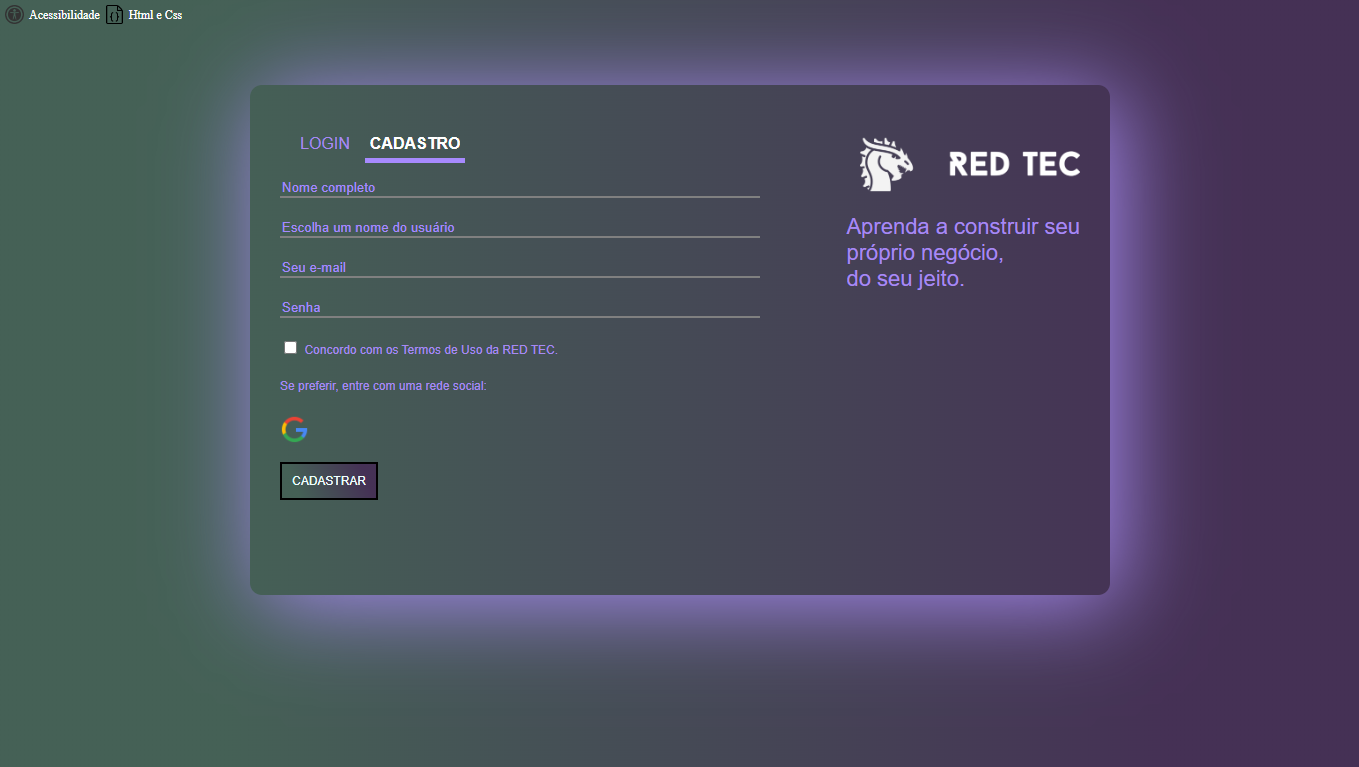 Acessibilidade Html e Css
LOGIN CADASTRO
Nome completo
Escolha um nome do usuário
Seu e-mail
Senha
Concordo com os Termos de Uso da RED TEC.
Se preferir, entre com uma rede social:
CADASTRAR
RED TEC
Aprenda a construir seu
próprio negócio,
do seu jeito.